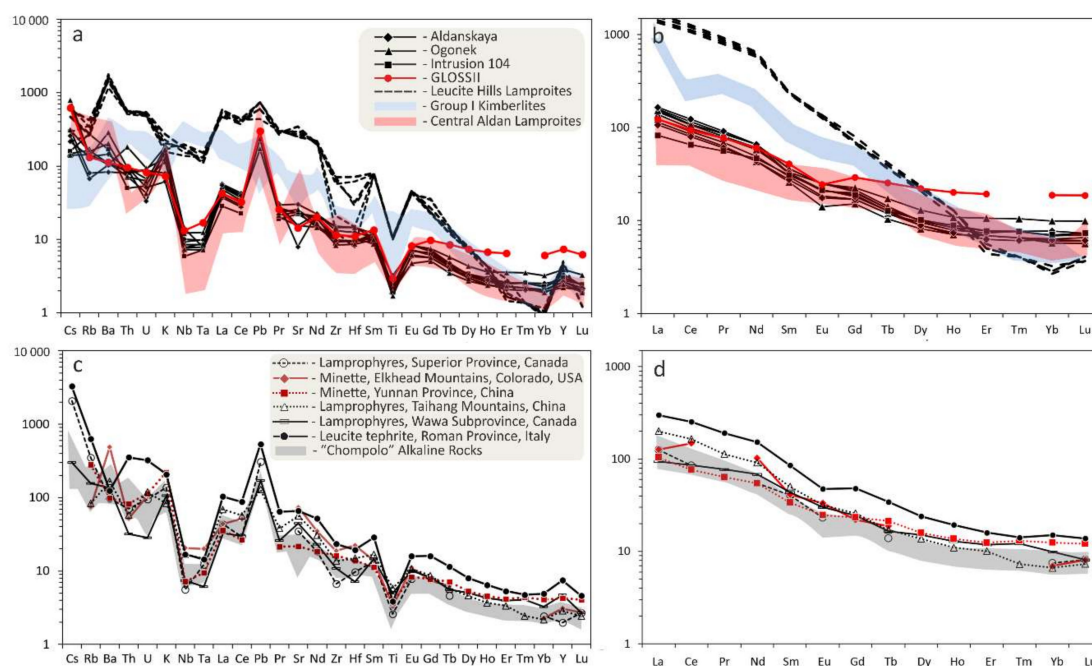 10 000
1000
100
10
1
a
- Aldanskaya
- Ogonek
- Intrusion 104
- GLOSSII
- Leucite Hills Lamproites
- Group I Kimberlites
- Central Aldan Lamproites
Cs Rb Ba Th U K Nb Ta La Ce Pb Pr Sr Nd Zr Hf Sm Ti Eu Gd Tb Dy Ho Er Tm Yb Y Lu
1000
100
10
1
b
La Ce Pr Nd Sm Eu Gd Tb Dy Ho Er Tm Yb Lu
10 000
1000
100
10
1
c
- Lamprophyres, Superior Province, Canada
- Minette, Elkhead Mountains, Colorado, USA
- Minette, Yunnan Province, China
- Lamprophyres, Taihang Mountains, China
- Lamprophyres, Wawa Subprovince, Canada
- Leucite tephrite, Roman Province, Italy
- "Chompolo" Alkaline Rocks
Cs Rb Ba Th U K Nb Ta La Ce Pb Pr Sr Nd Zr Hf Sm Ti Eu Gd Tb Dy Ho Er Tm Yb Y Lu
1000
100
10
1
d
La Ce Pr Nd Sm Eu Gd Tb Dy Ho Er Tm Yb Lu